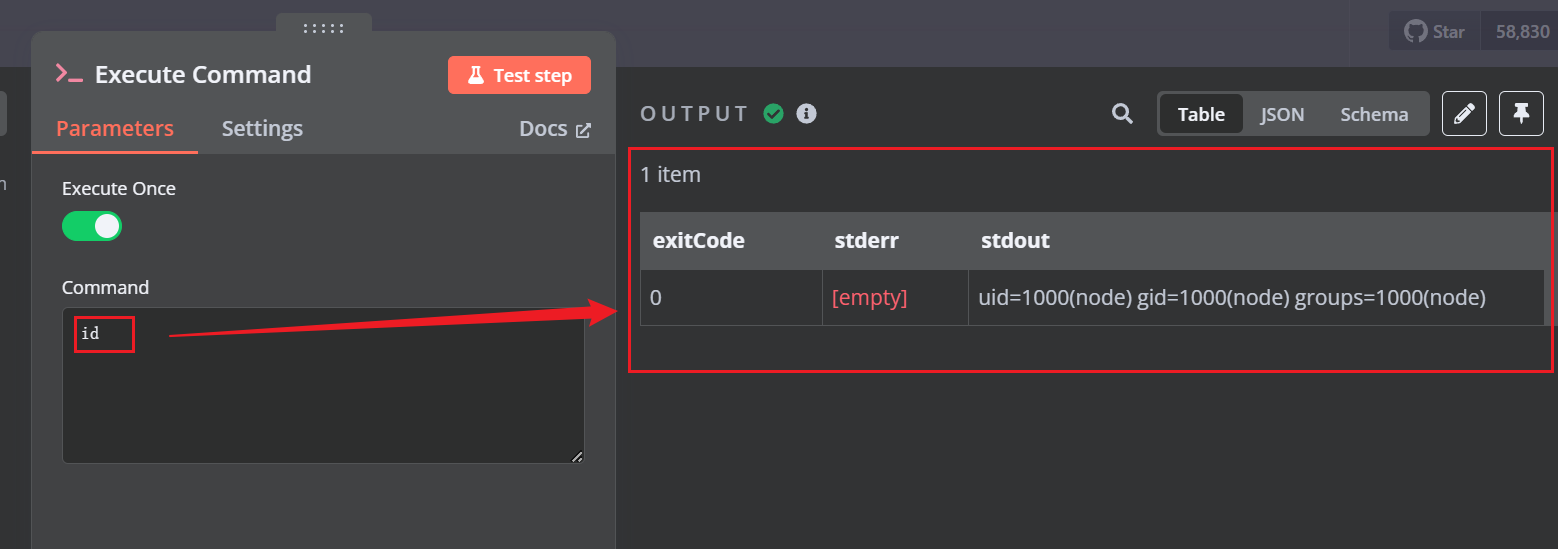 Star 58,830
>_ Execute Command
Test step
Parameters Settings Docs
OUTPUT
Table JSON Schema
Execute Once
1 item
exitCode stderr stdout
0 [empty] uid=1000(node) gid=1000(node) groups=1000(node)
Command
id